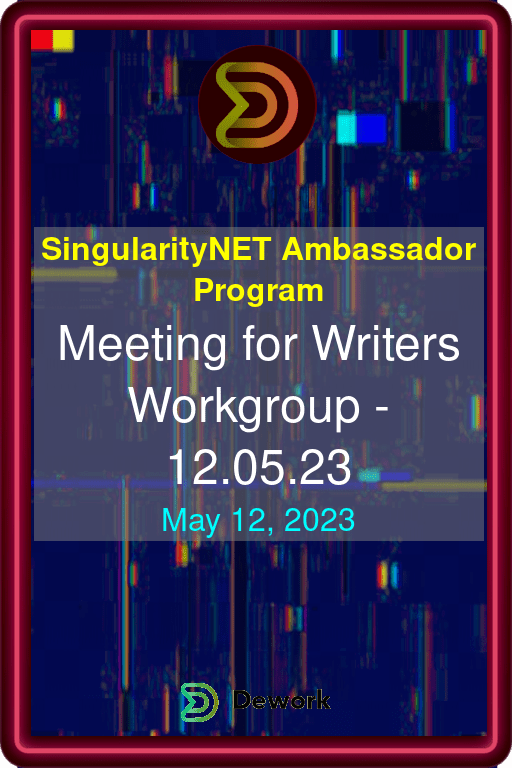 SingularityNET Ambassador
Program
Meeting for Writers
Workgroup -
12.05.23
May 12, 2023
Dework